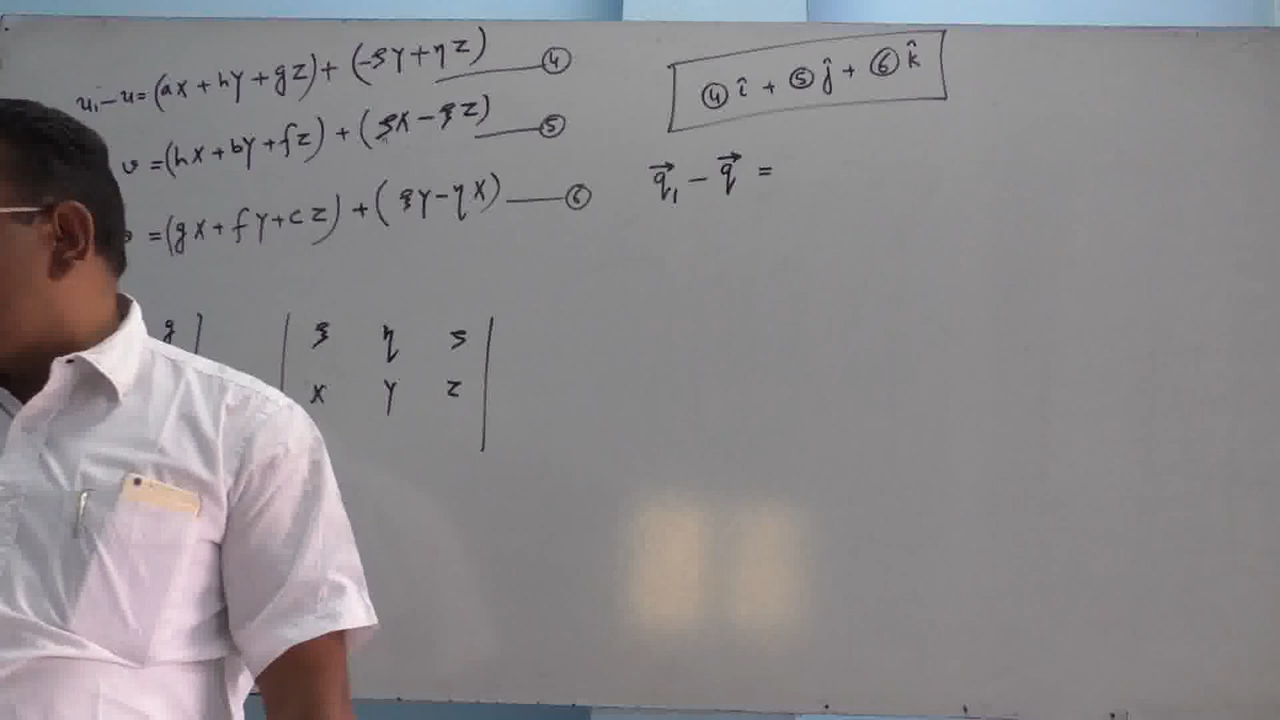 u₁ - u = (ax + hy + gz) + (-ζy + ηz) —④
v = (hx + by + fz) + (ζx - ξz) —⑤
= (gx + fy + cz) + (ξy - ηx) —⑥
g |
| ξ η ζ |
| x y z |
④ î + ⑤ ĵ + ⑥ k̂
q⃗₁ - q⃗ =